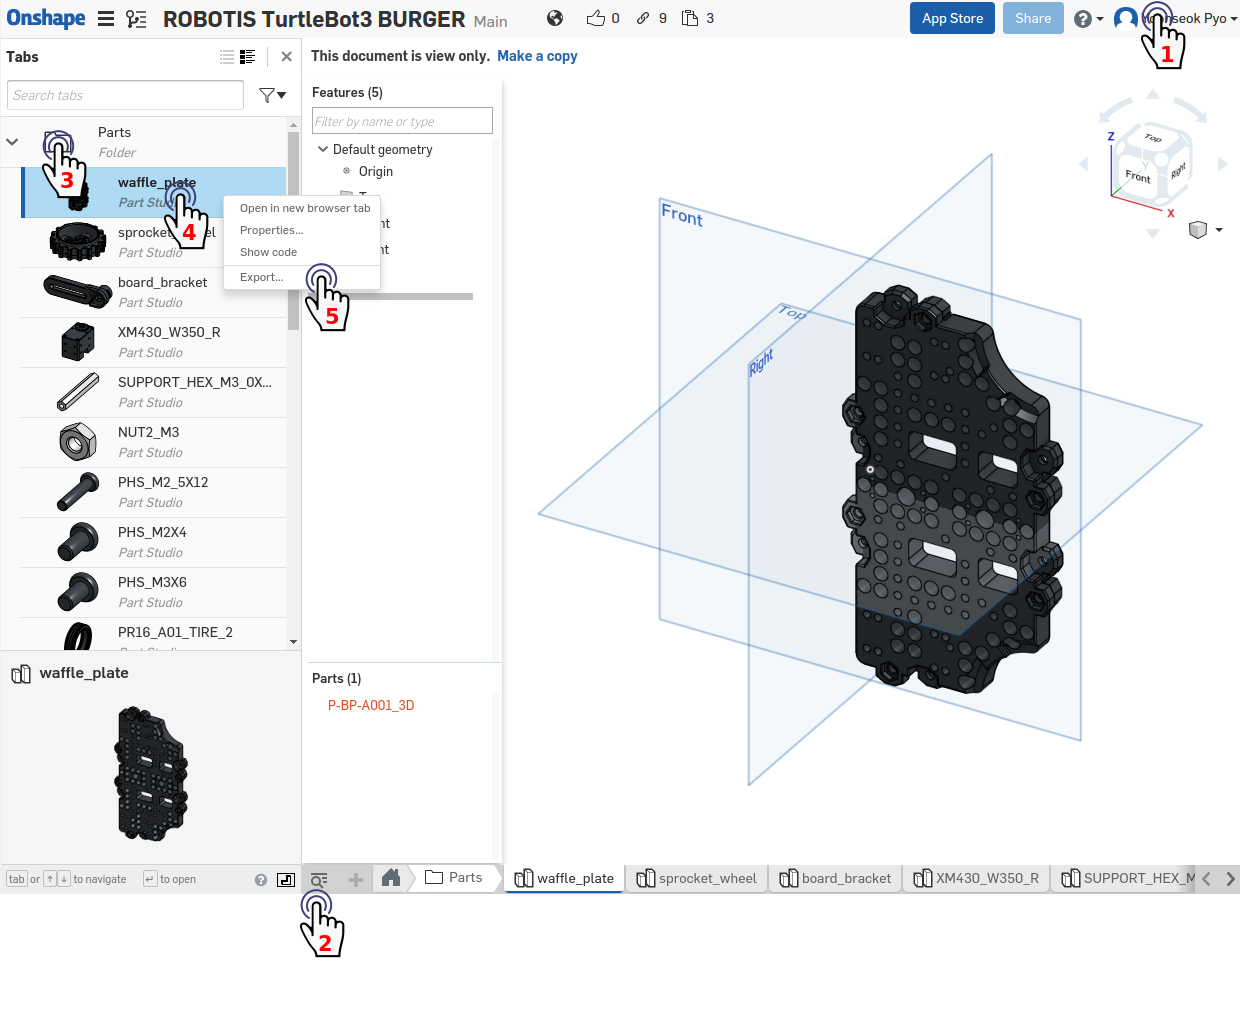 Onshape ROBOTIS TurtleBot3 BURGER Main 0 9 3 App Store Share seok Pyo
1
Tabs
This document is view only. Make a copy
Search tabs
Features (5)
Filter by name or type
Parts
Folder
3
Default geometry
Origin
waffle_plate
Part Stu
4
Open in new browser tab
Properties...
Show code
Export...
5
nt
nt
sprocket el
Part Studio
board_bracket
Part Studio
XM430_W350_R
Part Studio
SUPPORT_HEX_M3_0X...
Part Studio
NUT2_M3
Part Studio
PHS_M2_5X12
Part Studio
PHS_M2X4
Part Studio
PHS_M3X6
Part Studio
PR16_A01_TIRE_2
waffle_plate
Parts (1)
P-BP-A001_3D
Z
Top
Y
Front
Right
X
Front
Top
Right
tab or ↑ ↓ to navigate ↵ to open ?
Parts waffle_plate sprocket_wheel board_bracket XM430_W350_R SUPPORT_HEX_M
2